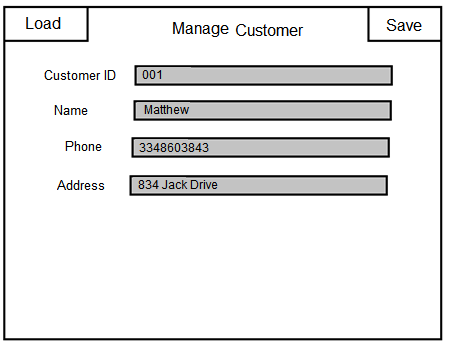 Load
Manage Customer
Save
Customer ID 001
Name Matthew
Phone 3348603843
Address 834 Jack Drive